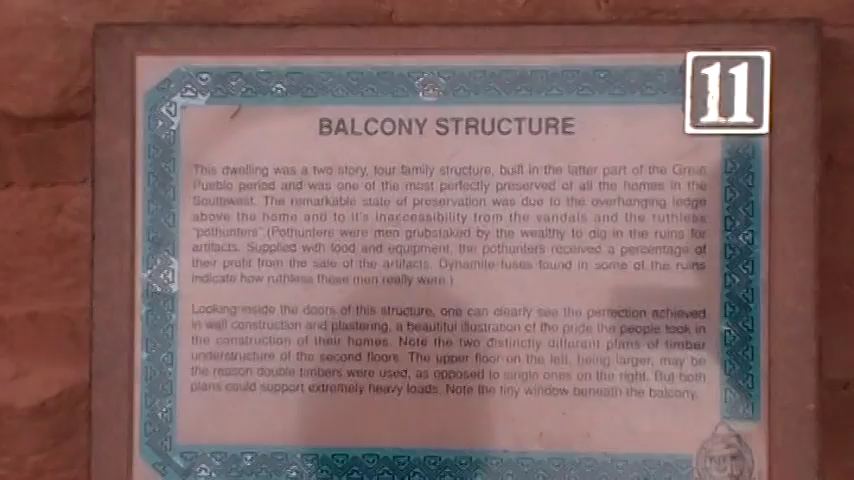 11
BALCONY STRUCTURE
This dwelling was a two story, four family structure, built in the latter part of the Great
Pueblo period and was one of the most perfectly preserved of all the homes in the
Southwest. The remarkable state of preservation was due to the overhanging ledge
above the home and to it's inaccessibility from the vandals and the ruthless
"pothunters" (Pothunters were men grubstaked by the wealthy to dig in the ruins for
artifacts. Supplied with food and equipment, the pothunters received a percentage of
their profit from the sale of the artifacts. Dynamite fuses found in some of the ruins
indicate how ruthless these men really were.)
Looking inside the doors of this structure, one can clearly see the perfection achieved
in wall construction and plastering, a beautiful illustration of the pride the people took in
the construction of their homes. Note the two distinctly different plans of timber
understructure of the second floors. The upper floor on the left, being larger, may be
the reason double timbers were used, as opposed to single ones on the right. But both
plans could support extremely heavy loads. Note the tiny window beneath the balcony.